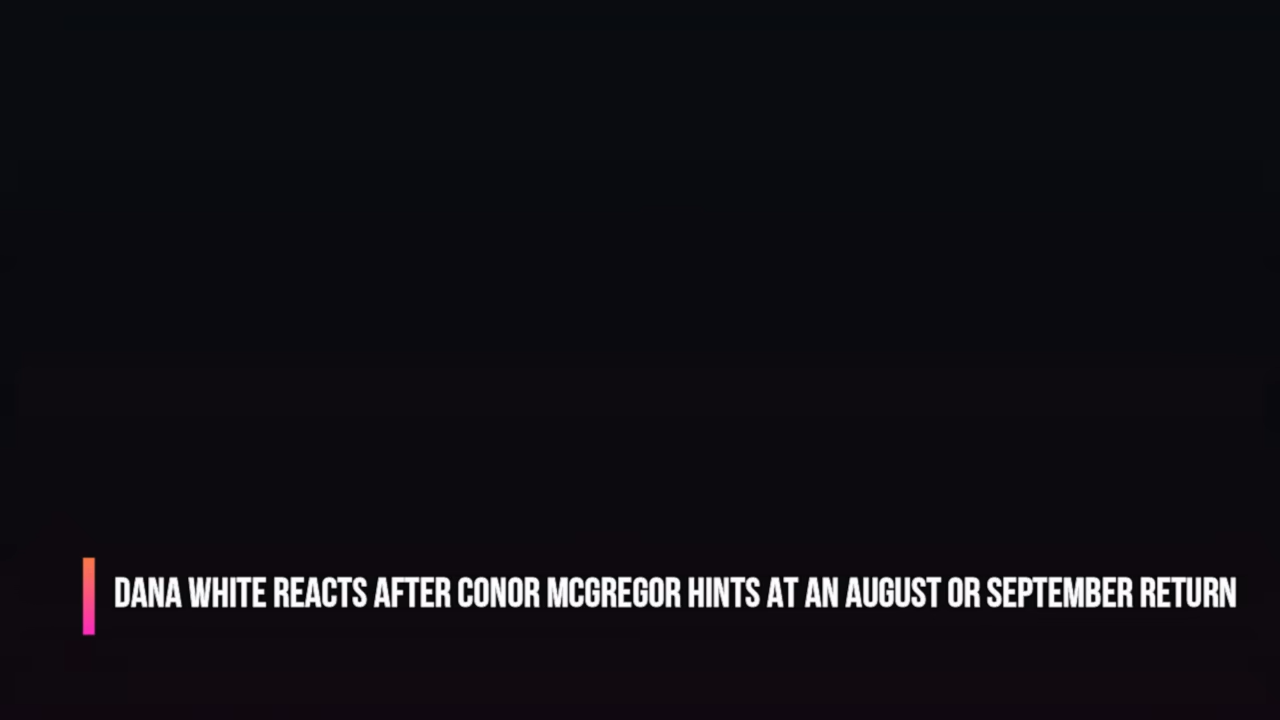 DANA WHITE REACTS AFTER CONOR MCGREGOR HINTS AT AN AUGUST OR SEPTEMBER RETURN